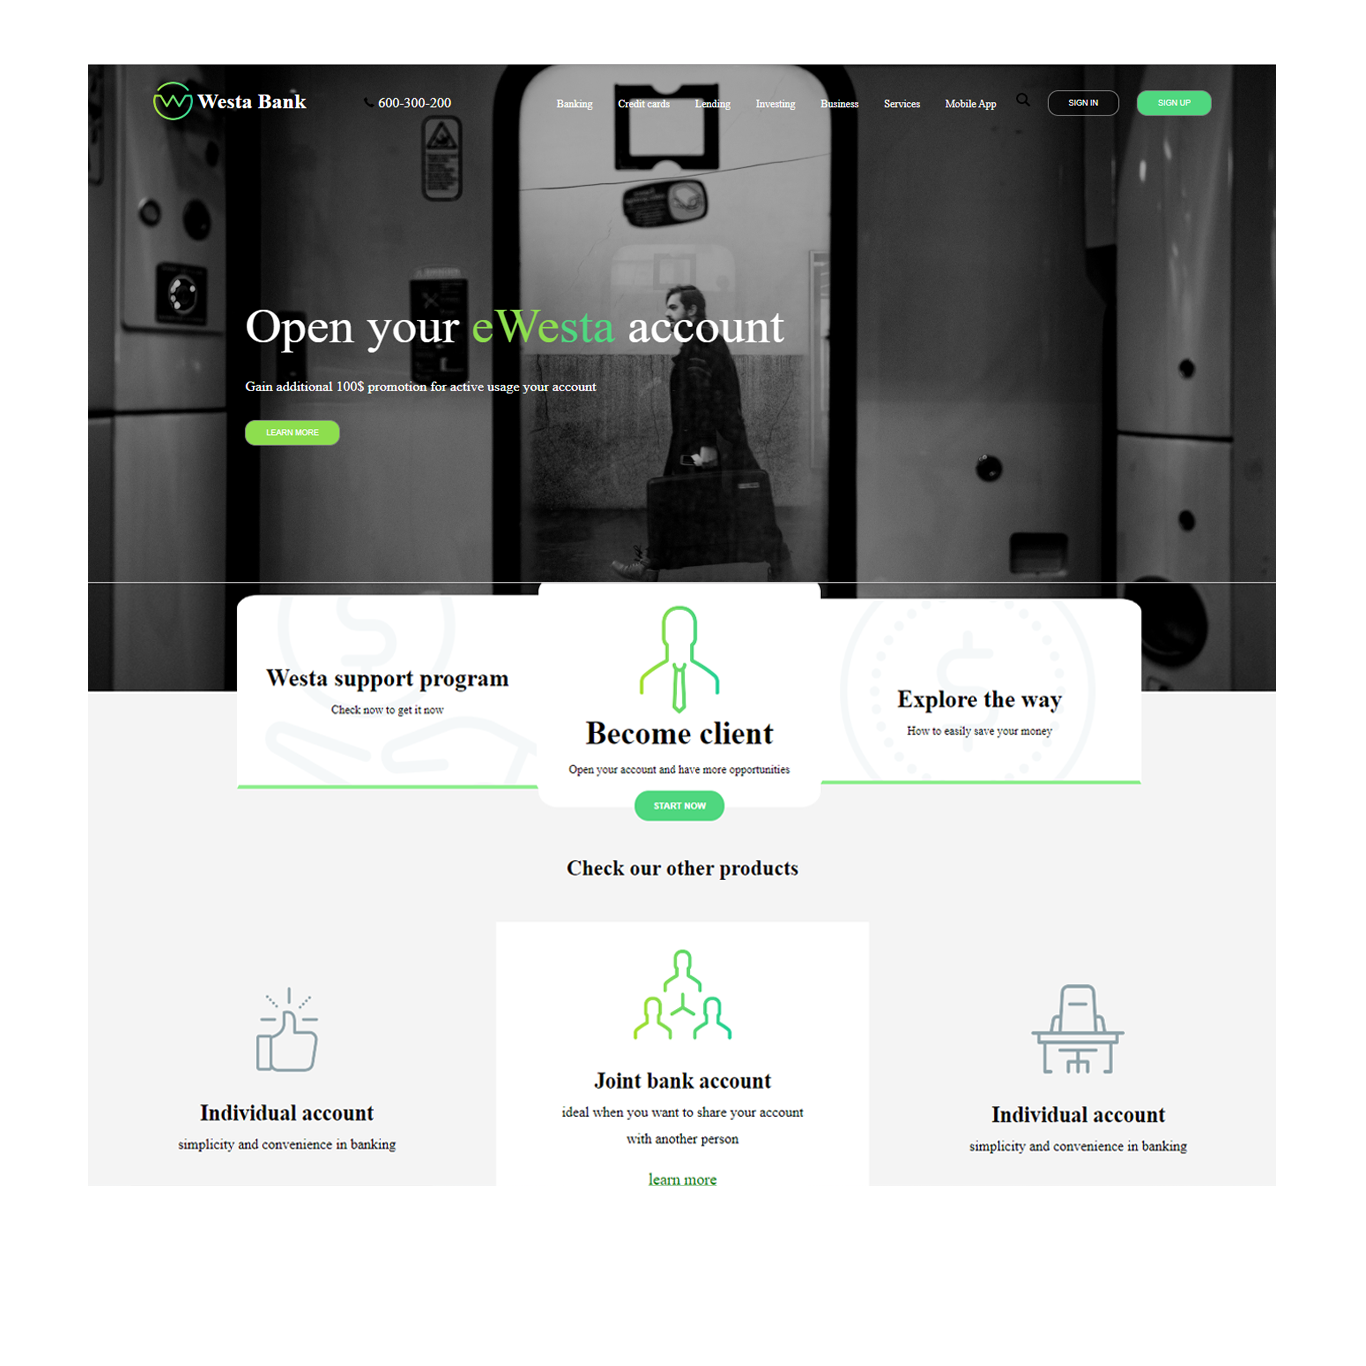 Westa Bank
600-300-200
Banking
Credit cards
Lending
Investing
Business
Services
Mobile App
SIGN IN
SIGN UP
Open your eWesta account
Gain additional 100$ promotion for active usage your account
LEARN MORE
Westa support program
Check now to get it now
Become client
Open your account and have more opportunities
START NOW
Explore the way
How to easily save your money
Check our other products
Individual account
simplicity and convenience in banking
Joint bank account
ideal when you want to share your account
with another person
learn more
Individual account
simplicity and convenience in banking